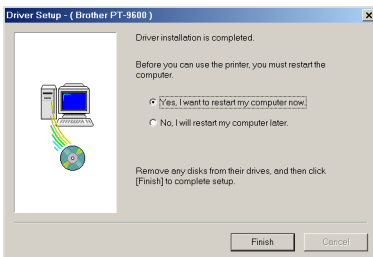 Driver Setup - ( Brother PT-9600 )
Driver installation is completed.
Before you can use the printer, you must restart the
computer.
Yes, I want to restart my computer now.
No, I will restart my computer later.
Remove any disks from their drives, and then click
[Finish] to complete setup.
Finish
Cancel